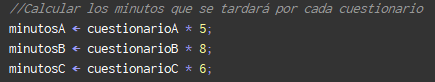 //Calcular los minutos que se tardará por cada cuestionario
minutosA ← cuestionarioA * 5;
minutosB ← cuestionarioB * 8;
minutosC ← cuestionarioC * 6;